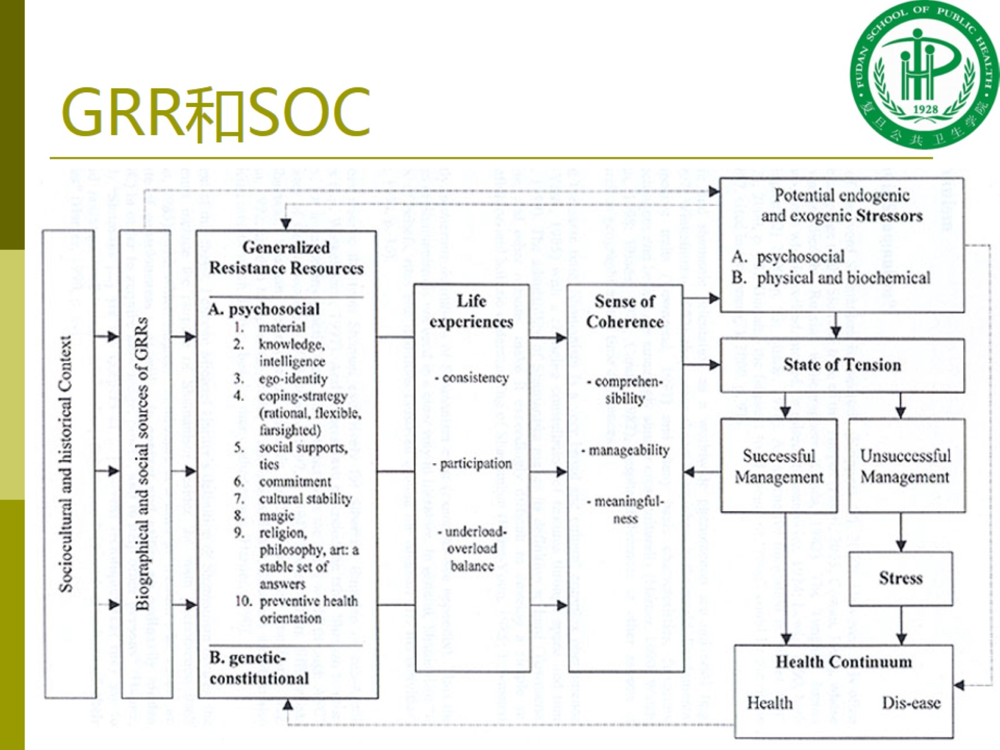 FUDAN SCHOOL OF PUBLIC HEALTH
1928
复旦公共卫生学院
GRR和SOC
Sociocultural and historical Context
Biographical and social sources of GRRs
Generalized
Resistance Resources
A. psychosocial
1. material
2. knowledge,
intelligence
3. ego-identity
4. coping-strategy
(rational, flexible,
farsighted)
5. social supports,
ties
6. commitment
7. cultural stability
8. magic
9. religion,
philosophy, art: a
stable set of
answers
10. preventive health
orientation
B. genetic-
constitutional
Life
experiences
- consistency
- participation
- underload-
overload
balance
Sense of
Coherence
- comprehen-
sibility
- manageability
- meaningful-
ness
Potential endogenic
and exogenic Stressors
A. psychosocial
B. physical and biochemical
State of Tension
Successful
Management
Unsuccessful
Management
Stress
Health Continuum
Health Dis-ease